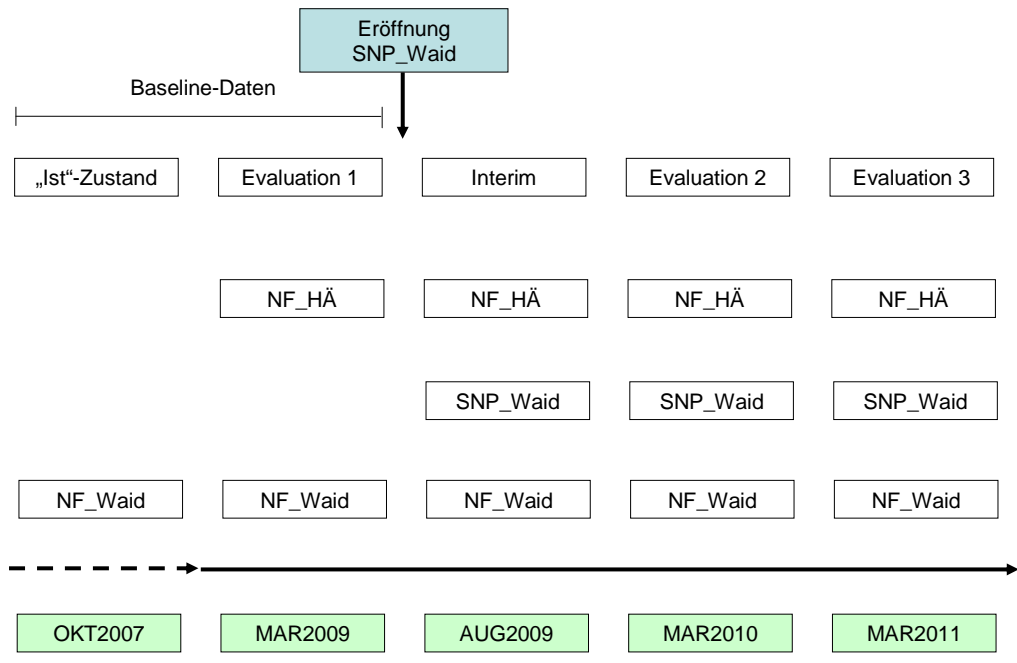 Eröffnung
SNP_Waid
Baseline-Daten
„Ist“-Zustand Evaluation 1 Interim Evaluation 2 Evaluation 3
NF_HÄ NF_HÄ NF_HÄ NF_HÄ
SNP_Waid SNP_Waid SNP_Waid
NF_Waid NF_Waid NF_Waid NF_Waid NF_Waid
OKT2007 MAR2009 AUG2009 MAR2010 MAR2011